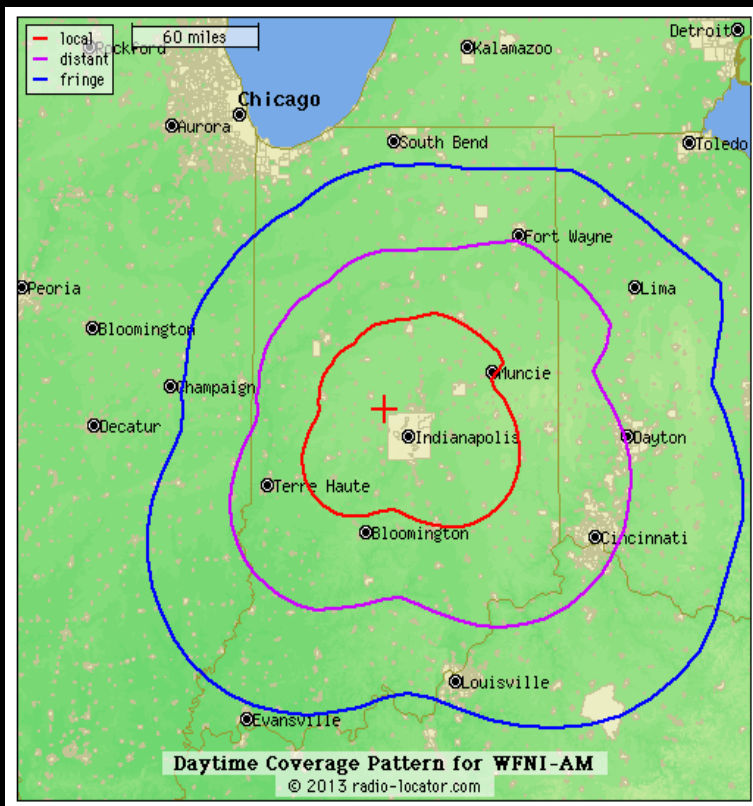 local
distant
fringe
60 miles
Rockford
Kalamazoo
Detroit
Chicago
Aurora
South Bend
Toledo
Fort Wayne
Peoria
Lima
Bloomington
Muncie
Champaign
Decatur
Indianapolis
Dayton
Terre Haute
Bloomington
Cincinnati
Louisville
Evansville
Daytime Coverage Pattern for WFNI-AM
© 2013 radio-locator.com